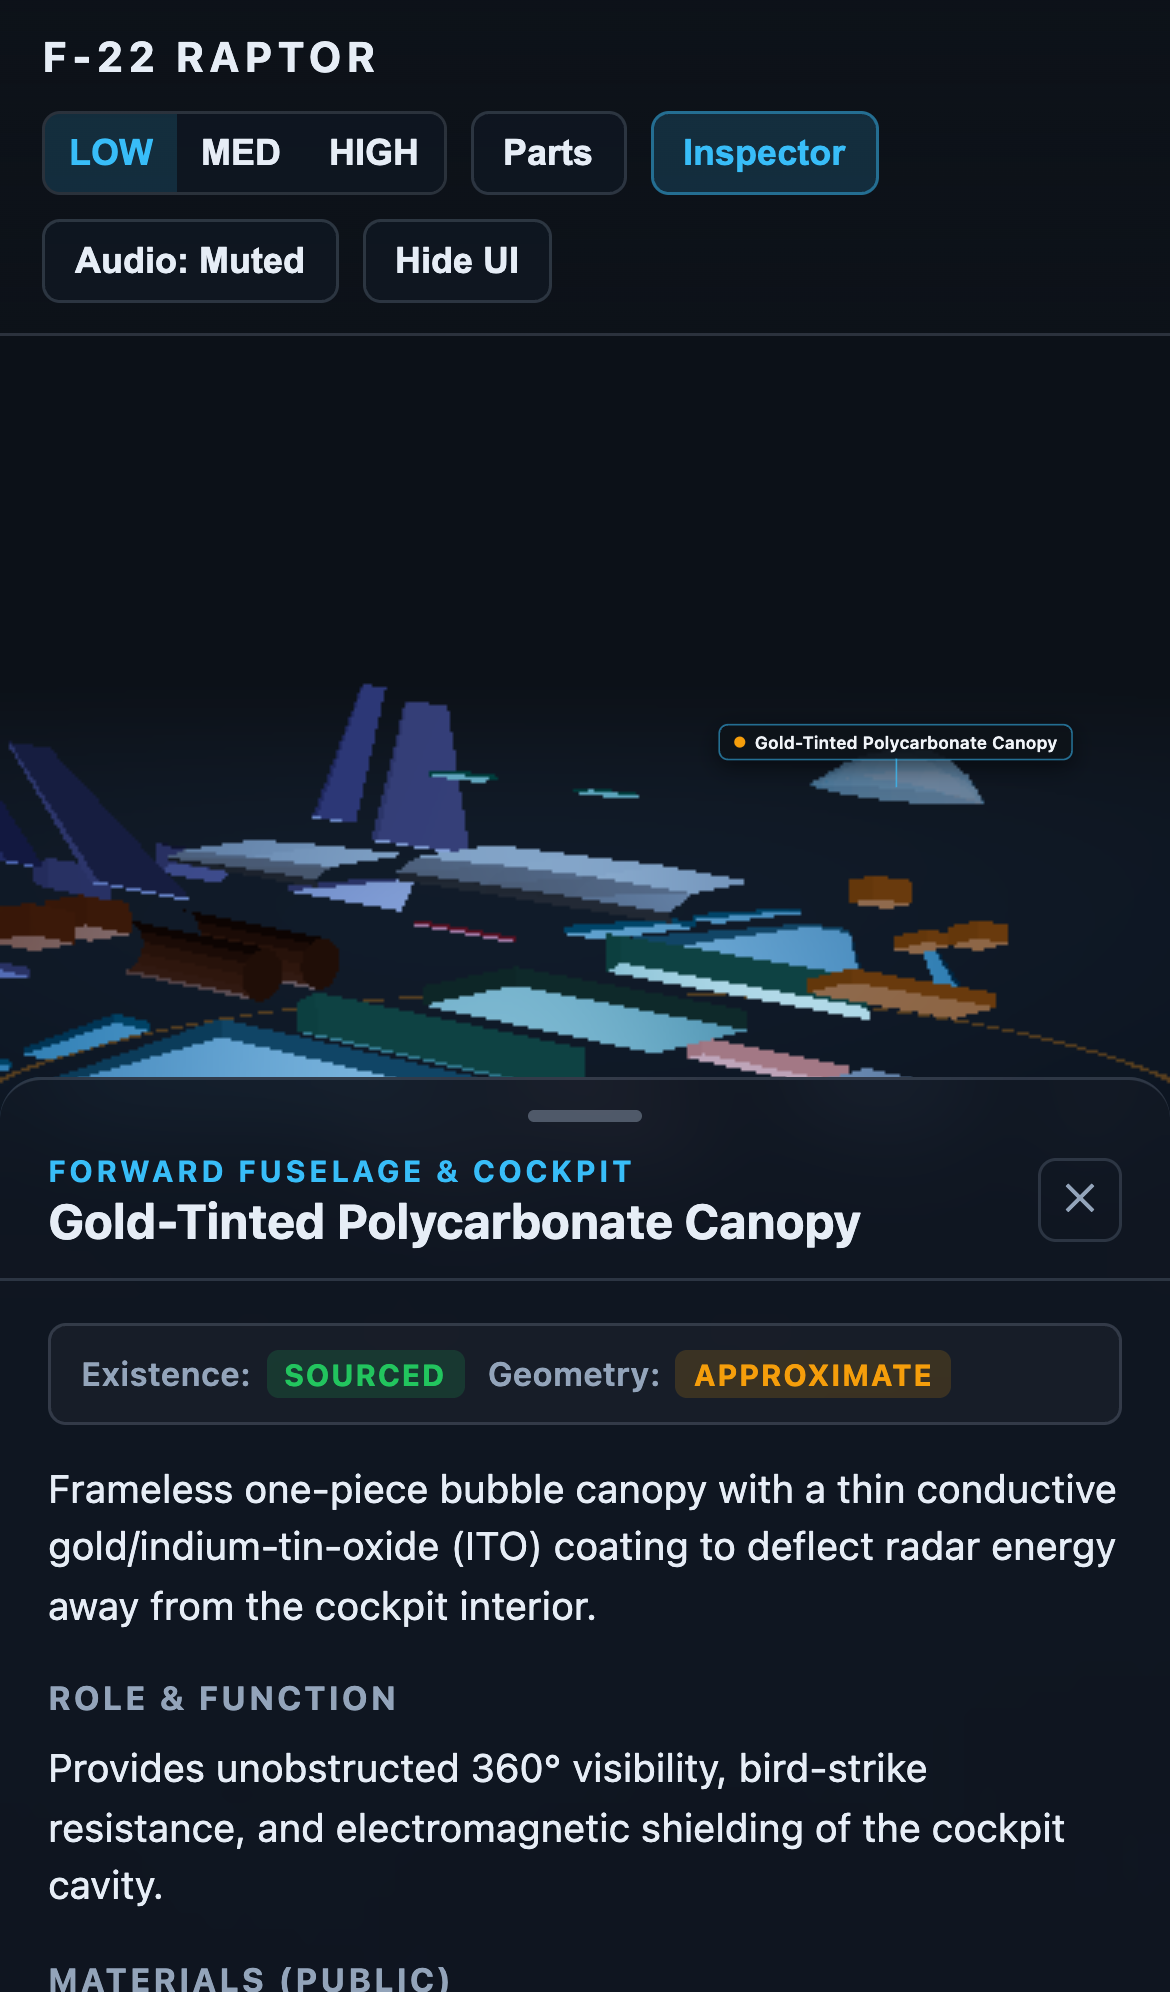 F-22 RAPTOR
LOW MED HIGH Parts Inspector
Audio: Muted Hide UI
Gold-Tinted Polycarbonate Canopy
FORWARD FUSELAGE & COCKPIT
Gold-Tinted Polycarbonate Canopy
Existence: SOURCED Geometry: APPROXIMATE
Frameless one-piece bubble canopy with a thin conductive
gold/indium-tin-oxide (ITO) coating to deflect radar energy
away from the cockpit interior.
ROLE & FUNCTION
Provides unobstructed 360° visibility, bird-strike
resistance, and electromagnetic shielding of the cockpit
cavity.
MATERIALS (PUBLIC)